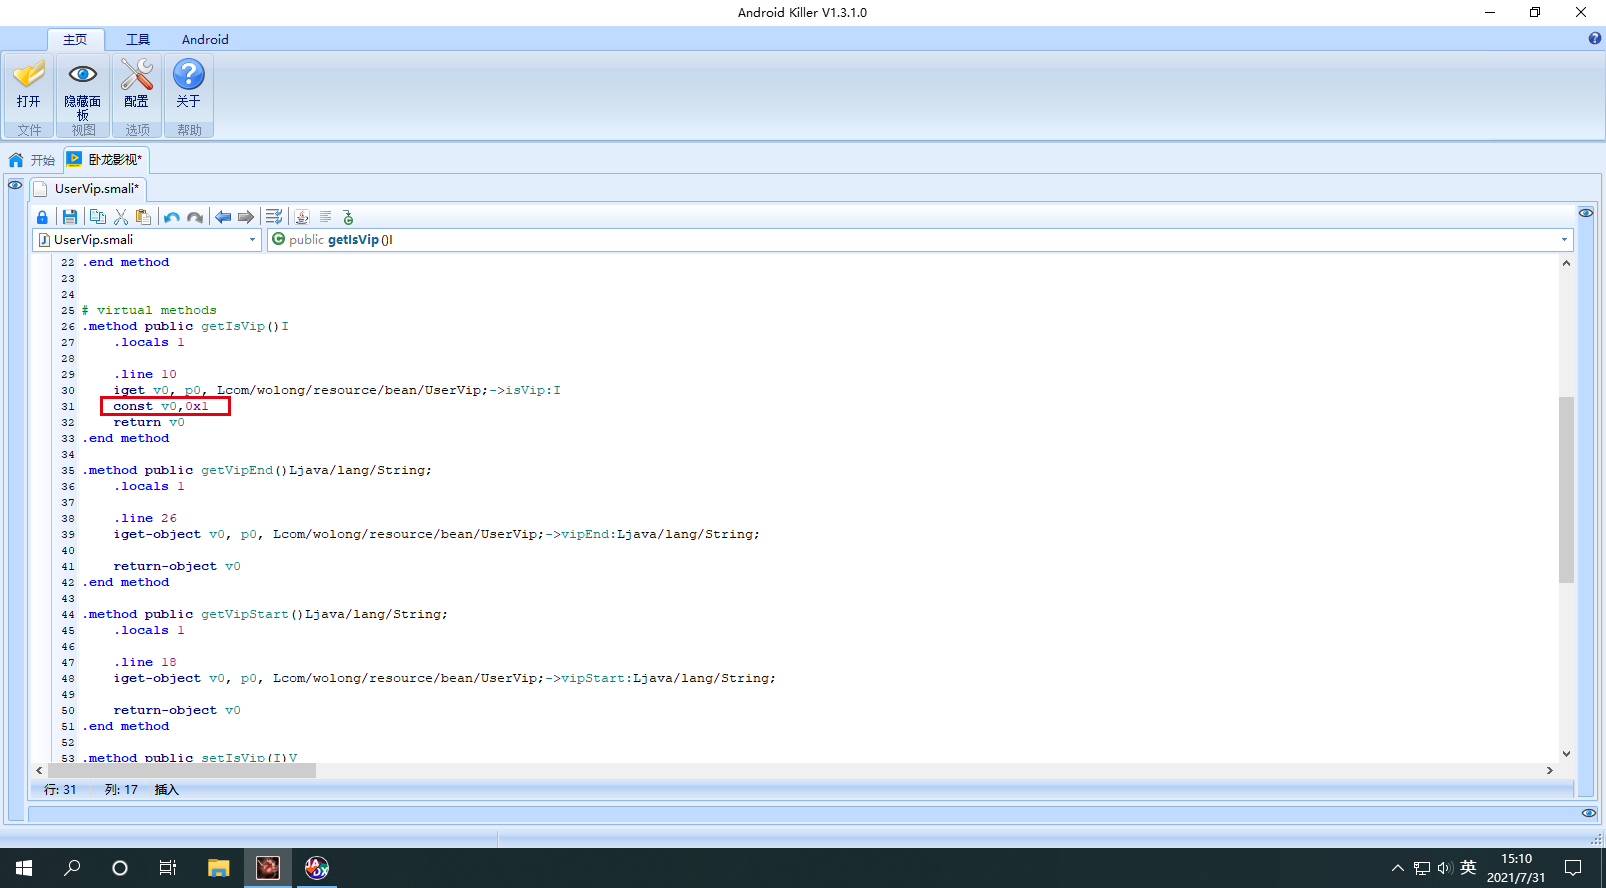 Android Killer V1.3.1.0
主页 工具 Android
打开 隐藏面板 配置 关于
文件 视图 选项 帮助
开始 卧龙影视*
UserVip.smali*
UserVip.smali public getIsVip()I
22 .end method
23
24
25 # virtual methods
26 .method public getIsVip()I
27 .locals 1
28
29 .line 10
30 iget v0, p0, Lcom/wolong/resource/bean/UserVip;->isVip:I
31 const v0,0x1
32 return v0
33 .end method
34
35 .method public getVipEnd()Ljava/lang/String;
36 .locals 1
37
38 .line 26
39 iget-object v0, p0, Lcom/wolong/resource/bean/UserVip;->vipEnd:Ljava/lang/String;
40
41 return-object v0
42 .end method
43
44 .method public getVipStart()Ljava/lang/String;
45 .locals 1
46
47 .line 18
48 iget-object v0, p0, Lcom/wolong/resource/bean/UserVip;->vipStart:Ljava/lang/String;
49
50 return-object v0
51 .end method
52
53 .method public setIsVip(I)V
行: 31 列: 17 插入
英 15:10
2021/7/31